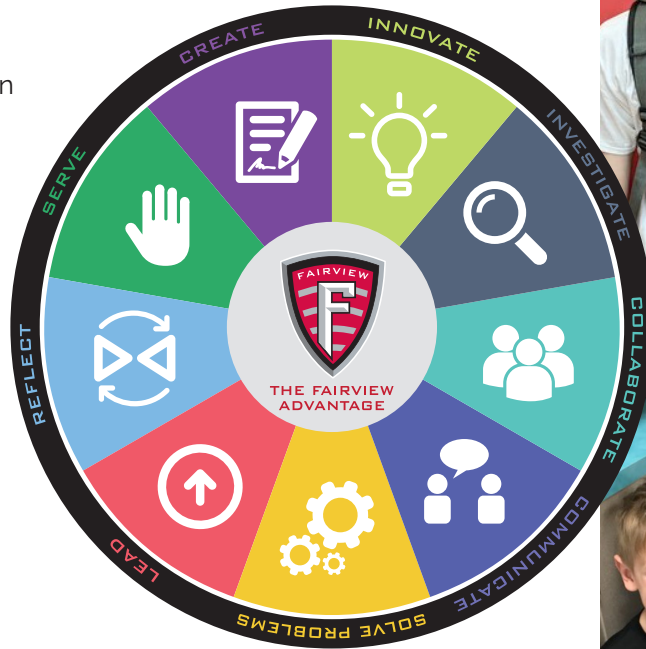 n
CREATE
INNOVATE
INVESTIGATE
COLLABORATE
COMMUNICATE
SOLVE PROBLEMS
LEAD
REFLECT
SERVE
FAIRVIEW
F
THE FAIRVIEW
ADVANTAGE